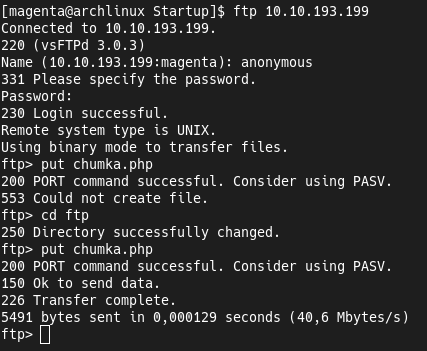 [magenta@archlinux Startup]$ ftp 10.10.193.199
Connected to 10.10.193.199.
220 (vsFTPd 3.0.3)
Name (10.10.193.199:magenta): anonymous
331 Please specify the password.
Password:
230 Login successful.
Remote system type is UNIX.
Using binary mode to transfer files.
ftp> put chumka.php
200 PORT command successful. Consider using PASV.
553 Could not create file.
ftp> cd ftp
250 Directory successfully changed.
ftp> put chumka.php
200 PORT command successful. Consider using PASV.
150 Ok to send data.
226 Transfer complete.
5491 bytes sent in 0,000129 seconds (40,6 Mbytes/s)
ftp>